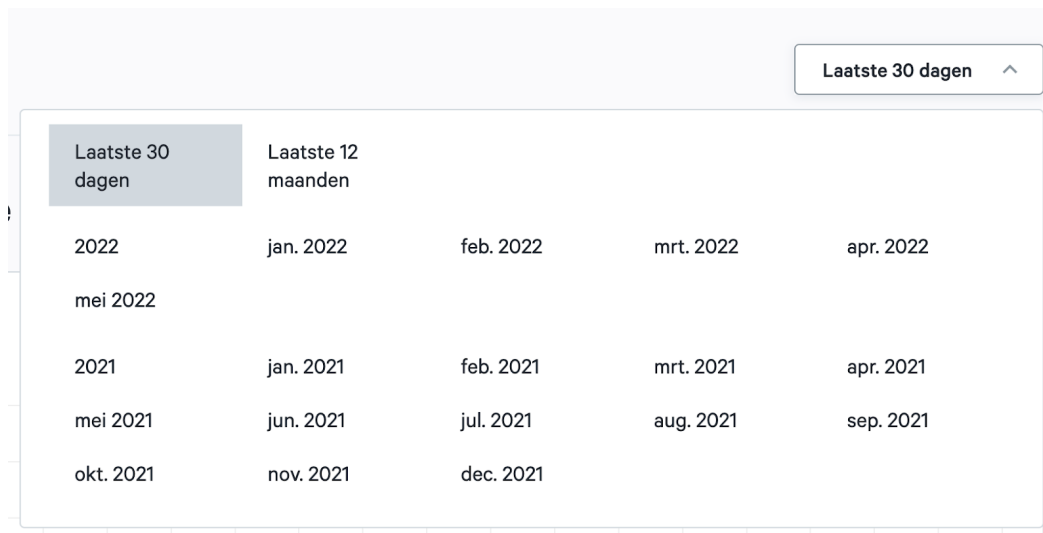 Laatste 30 dagen
Laatste 30 Laatste 12
dagen maanden
2022 jan. 2022 feb. 2022 mrt. 2022 apr. 2022
mei 2022
2021 jan. 2021 feb. 2021 mrt. 2021 apr. 2021
mei 2021 jun. 2021 jul. 2021 aug. 2021 sep. 2021
okt. 2021 nov. 2021 dec. 2021